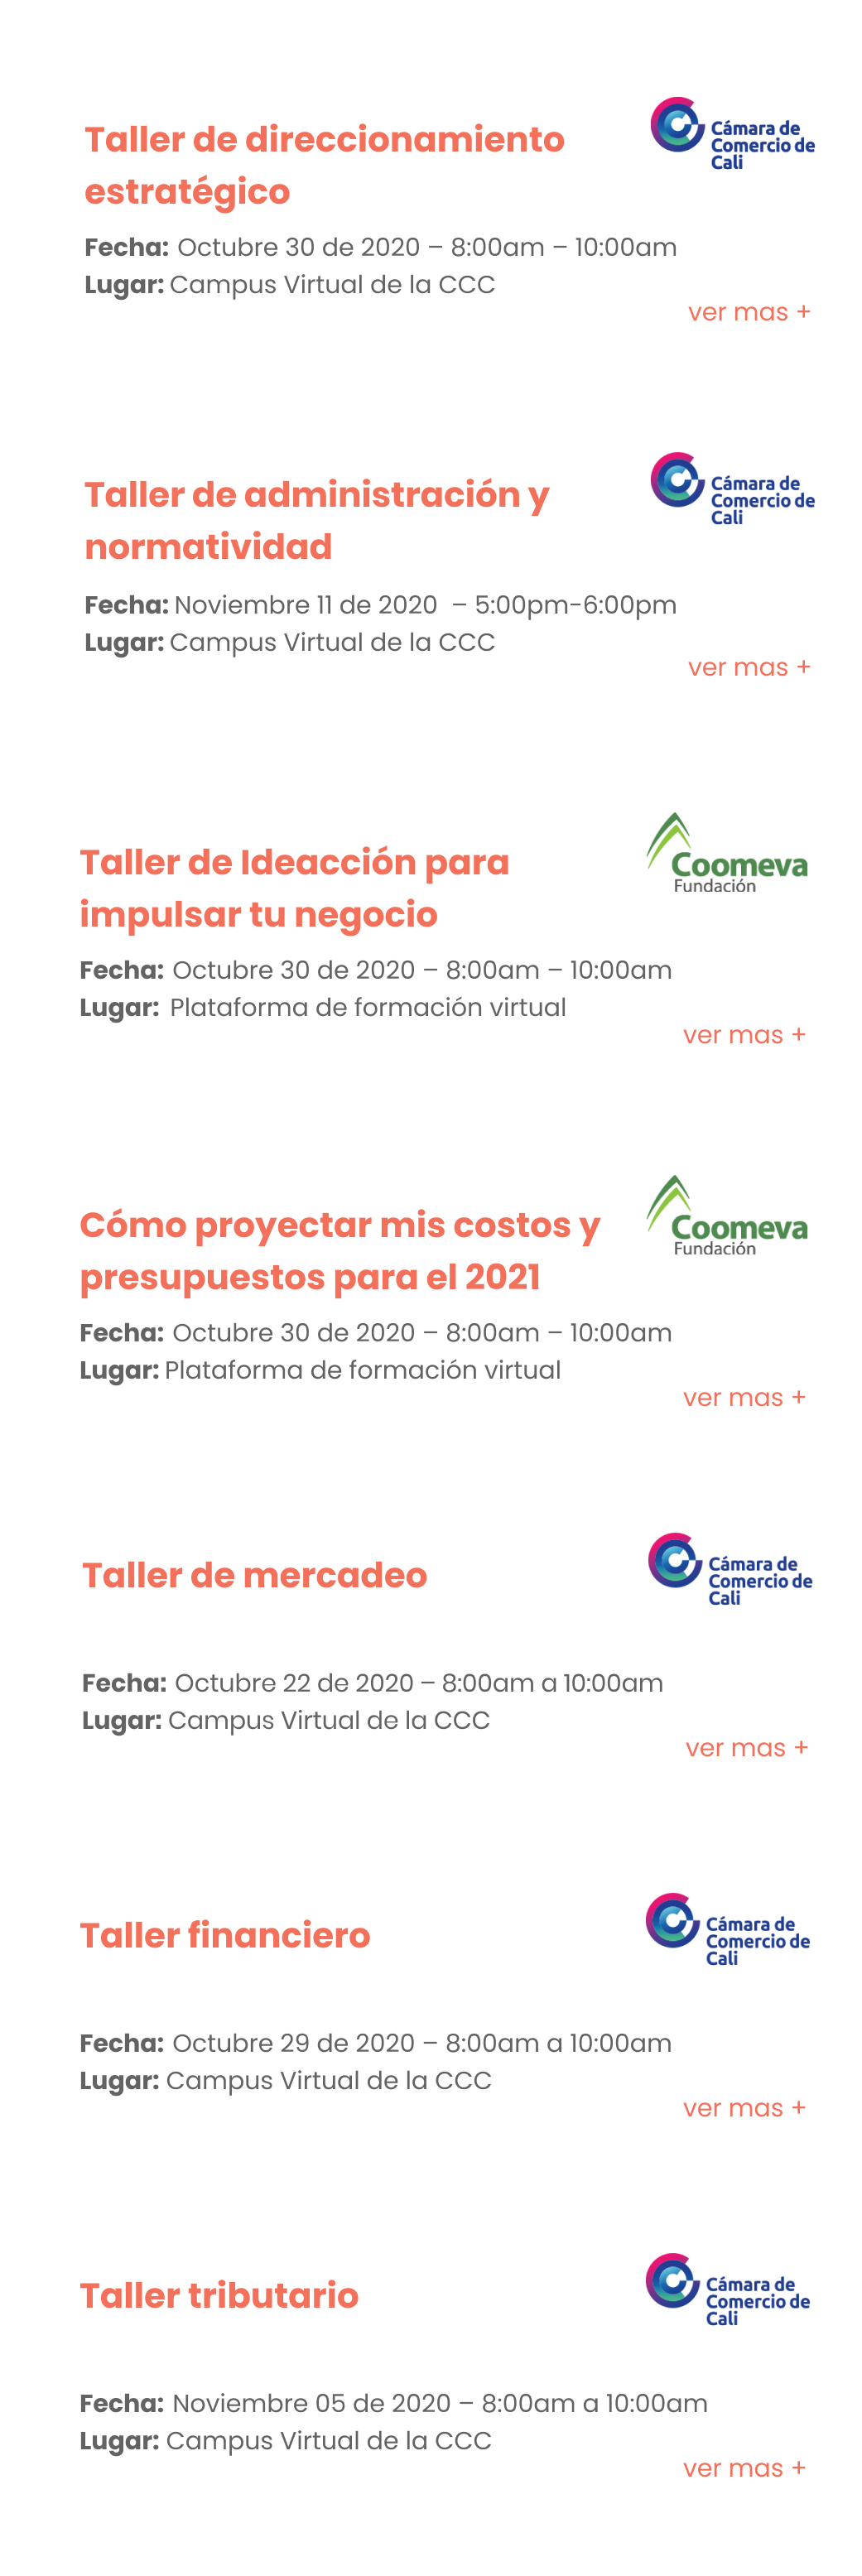 Taller de direccionamiento
estratégico
Cámara de
Comercio de
Cali
Fecha: Octubre 30 de 2020 – 8:00am – 10:00am
Lugar: Campus Virtual de la CCC
ver mas +
Taller de administración y
normatividad
Cámara de
Comercio de
Cali
Fecha: Noviembre 11 de 2020 – 5:00pm-6:00pm
Lugar: Campus Virtual de la CCC
ver mas +
Taller de Ideacción para
impulsar tu negocio
Coomeva
Fundación
Fecha: Octubre 30 de 2020 – 8:00am – 10:00am
Lugar: Plataforma de formación virtual
ver mas +
Cómo proyectar mis costos y
presupuestos para el 2021
Coomeva
Fundación
Fecha: Octubre 30 de 2020 – 8:00am – 10:00am
Lugar: Plataforma de formación virtual
ver mas +
Taller de mercadeo
Cámara de
Comercio de
Cali
Fecha: Octubre 22 de 2020 – 8:00am a 10:00am
Lugar: Campus Virtual de la CCC
ver mas +
Taller financiero
Cámara de
Comercio de
Cali
Fecha: Octubre 29 de 2020 – 8:00am a 10:00am
Lugar: Campus Virtual de la CCC
ver mas +
Taller tributario
Cámara de
Comercio de
Cali
Fecha: Noviembre 05 de 2020 – 8:00am a 10:00am
Lugar: Campus Virtual de la CCC
ver mas +